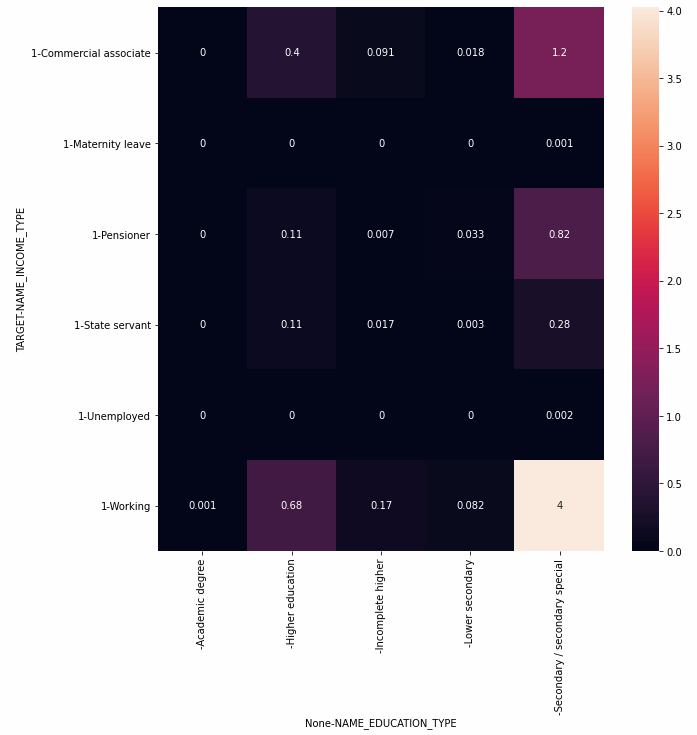 1-Commercial associate 0 0.4 0.091 0.018 1.2
1-Maternity leave 0 0 0 0 0.001
1-Pensioner 0 0.11 0.007 0.033 0.82
1-State servant 0 0.11 0.017 0.003 0.28
1-Unemployed 0 0 0 0 0.002
1-Working 0.001 0.68 0.17 0.082 4
TARGET-NAME_INCOME_TYPE
-Academic degree
-Higher education
-Incomplete higher
-Lower secondary
-Secondary / secondary special
None-NAME_EDUCATION_TYPE
4.0
3.5
3.0
2.5
2.0
1.5
1.0
0.5
0.0